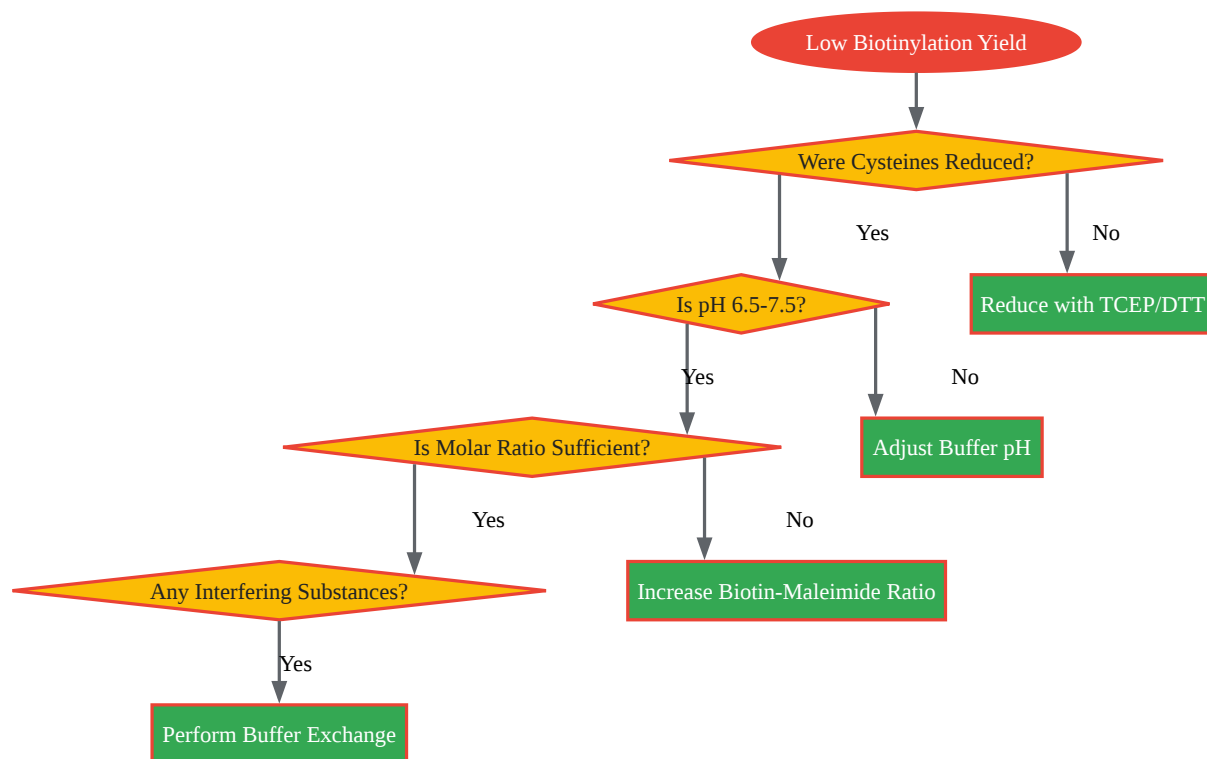 Low Biotinylation Yield
Were Cysteines Reduced?
Yes
No
Is pH 6.5-7.5?
Reduce with TCEP/DTT
Yes
No
Is Molar Ratio Sufficient?
Adjust Buffer pH
Yes
No
Any Interfering Substances?
Increase Biotin-Maleimide Ratio
Yes
Perform Buffer Exchange